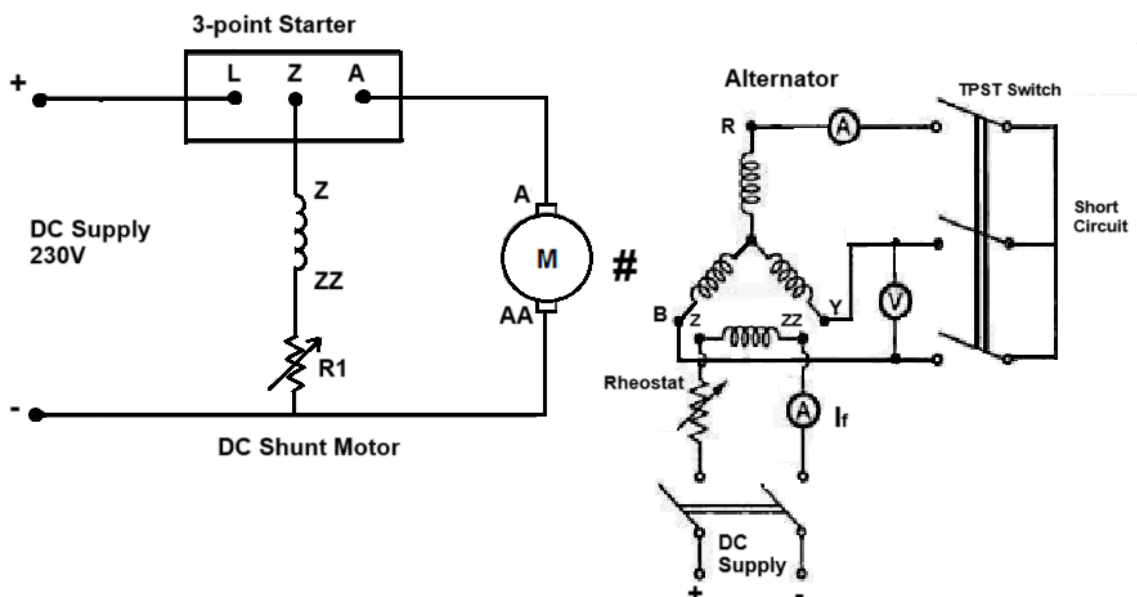 3-point Starter
+
L Z A
Z
ZZ
DC Supply
230V
A
M
AA
R1
-
DC Shunt Motor
#
Alternator
TPST Switch
R
A
Short
Circuit
B
Z
ZZ
Y
V
Rheostat
A
If
DC
Supply
+
-